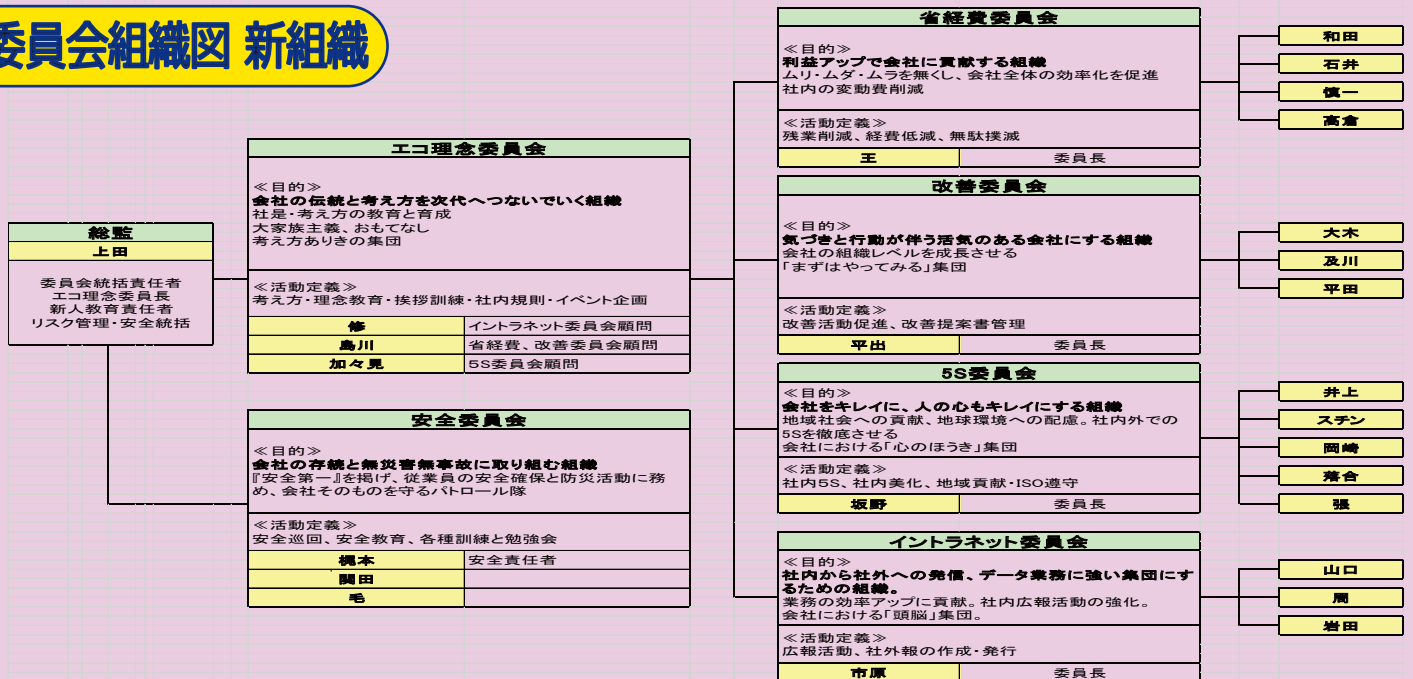 委員会組織図 新組織
総監
上田
委員会統括責任者
エコ理念委員長
新人教育責任者
リスク管理・安全統括
エコ理念委員会
≪目的≫
会社の伝統と考え方を次代へつないでいく組織
社是・考え方の教育と育成
大家族主義、おもてなし
考え方ありきの集団
≪活動定義≫
考え方・理念教育・挨拶訓練・社内規則・イベント企画
修 イントラネット委員会顧問
島川 省経費、改善委員会顧問
加々見 5S委員会顧問
安全委員会
≪目的≫
会社の存続と無災害無事故に取り組む組織
『安全第一』を掲げ、従業員の安全確保と防災活動に務
め、会社そのものを守るパトロール隊
≪活動定義≫
安全巡回、安全教育、各種訓練と勉強会
梶本 安全責任者
関田
毛
省経費委員会
≪目的≫
利益アップで会社に貢献する組織
ムリ・ムダ・ムラを無くし、会社全体の効率化を促進
社内の変動費削減
≪活動定義≫
残業削減、経費低減、無駄撲滅
王 委員長
和田
石井
慎一
高倉
改善委員会
≪目的≫
気づきと行動が伴う活気のある会社にする組織
会社の組織レベルを成長させる
「まずはやってみる」集団
≪活動定義≫
改善活動促進、改善提案書管理
平出 委員長
大木
及川
平田
5S委員会
≪目的≫
会社をキレイに、人の心もキレイにする組織
地域社会への貢献、地球環境への配慮。社内外での
5Sを徹底させる
会社における「心のほうき」集団
≪活動定義≫
社内5S、社内美化、地域貢献・ISO遵守
坂野 委員長
井上
スチン
岡崎
落合
張
イントラネット委員会
≪目的≫
社内から社外への発信、データ業務に強い集団にす
るための組織。
業務の効率アップに貢献。社内広報活動の強化。
会社における「頭脳」集団。
≪活動定義≫
広報活動、社外報の作成・発行
市原 委員長
山口
周
岩田